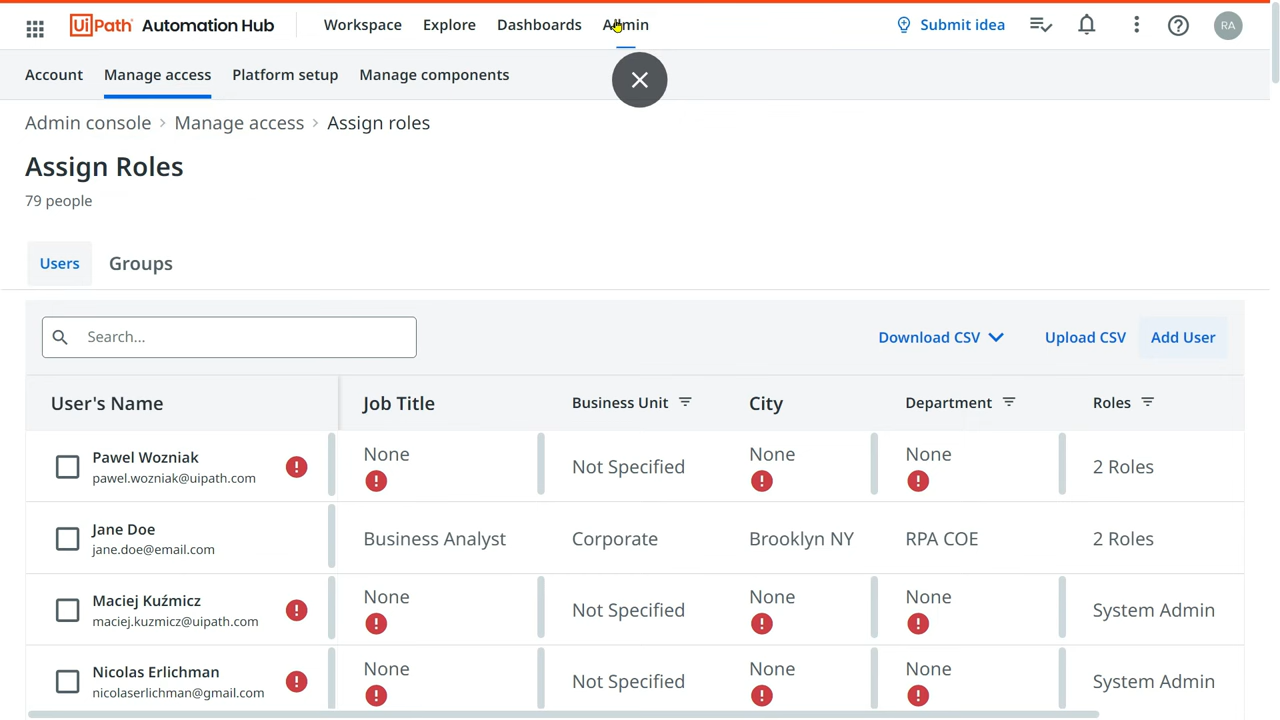 UiPath Automation Hub Workspace Explore Dashboards Admin Submit idea RA
Account Manage access Platform setup Manage components
Admin console > Manage access > Assign roles
Assign Roles
79 people
Users Groups
Search... Download CSV Upload CSV Add User
User's Name Job Title Business Unit City Department Roles
Pawel Wozniak
pawel.wozniak@uipath.com
None Not Specified None None 2 Roles
Jane Doe
jane.doe@email.com
Business Analyst Corporate Brooklyn NY RPA COE 2 Roles
Maciej Kuźmicz
maciej.kuzmicz@uipath.com
None Not Specified None None System Admin
Nicolas Erlichman
nicolaserlichman@gmail.com
None Not Specified None None System Admin